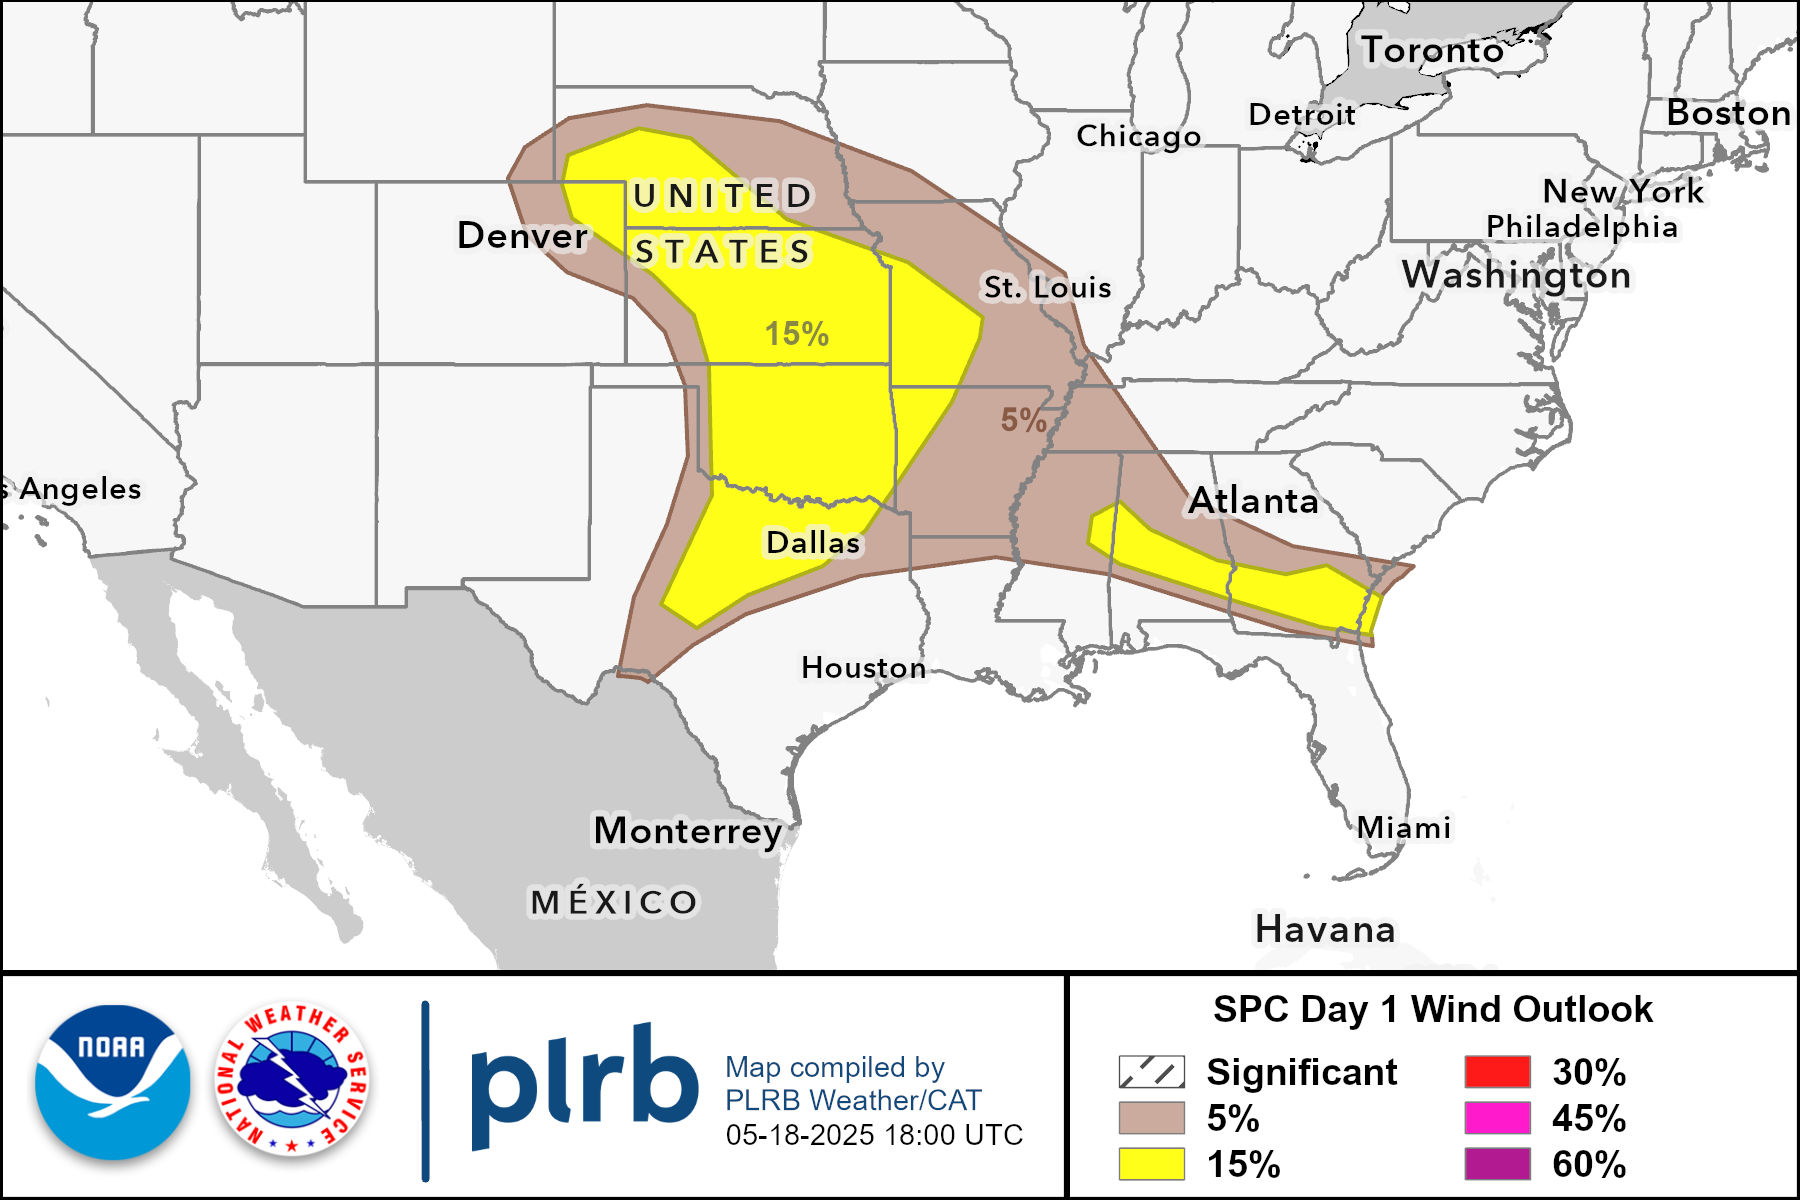 Toronto
Detroit
Boston
Chicago
New York
UNITED
Philadelphia
Denver
STATES
Washington
St. Louis
15%
5%
s Angeles
Atlanta
Dallas
Houston
Monterrey
Miami
MÉXICO
Havana
NOAA
NATIONAL WEATHER SERVICE
plrb
Map compiled by
PLRB Weather/CAT
05-18-2025 18:00 UTC
SPC Day 1 Wind Outlook
Significant
30%
5%
45%
15%
60%